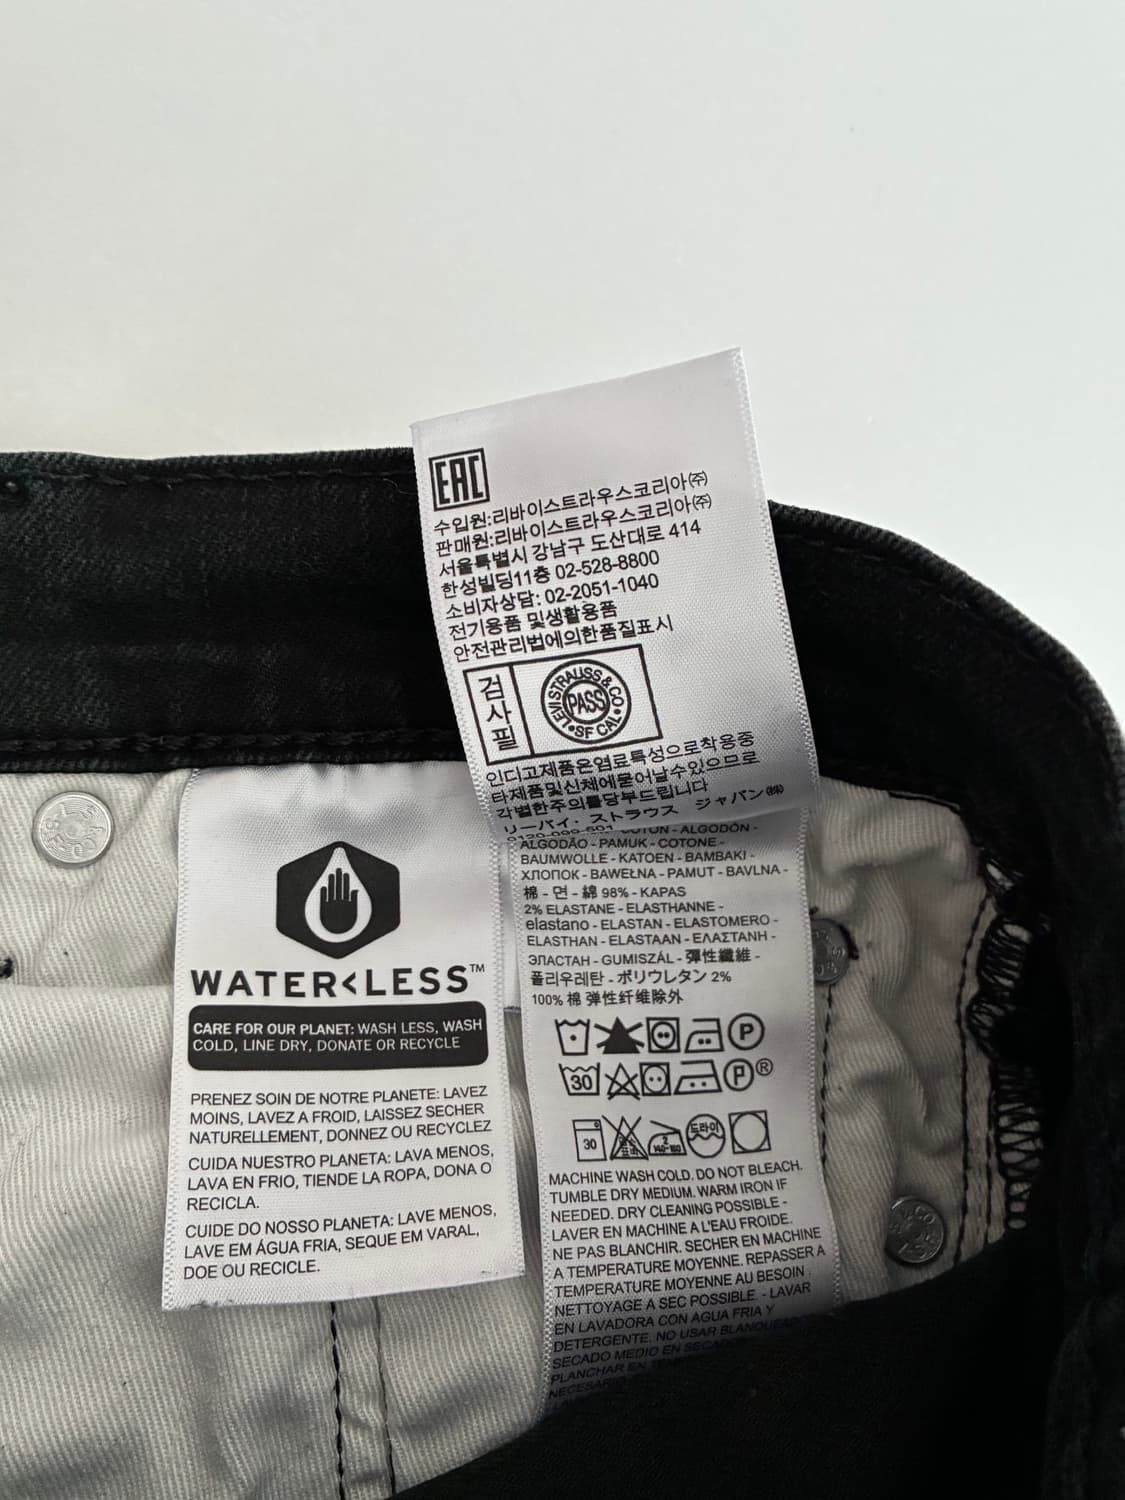 EAC
수입원:리바이스트라우스코리아㈜
판매원:리바이스트라우스코리아㈜
서울특별시 강남구 도산대로 414
한성빌딩11층 02-528-8800
소비자상담: 02-2051-1040
전기용품 및생활용품
안전관리법에의한품질표시
검사필
LEVI STRAUSS & CO
PASS
SF CAL
인디고제품은염료특성으로착용중
타제품및신체에묻어날수있으므로
각별한주의를당부드립니다
リーバイ・ストラウス ジャパン㈱
COTON - ALGODÓN -
ALGODÃO - PAMUK - COTONE -
BAUMWOLLE - KATOEN - BAMBAKI -
ХЛОПОК - BAWEŁNA - PAMUT - BAVLNA -
棉 - 면 - 綿 98% - KAPAS
2% ELASTANE - ELASTHANNE -
elastano - ELASTAN - ELASTOMERO -
ELASTHAN - ELASTAAN - ΕΛΑΣΤΑΝΗ -
ЭЛАСТАН - GUMISZÁL - 彈性纖維 -
폴리우레탄 - ポリウレタン 2%
100% 棉 弹性纤维除外
P
30 P ®
30 2 140-160 드라이
MACHINE WASH COLD. DO NOT BLEACH.
TUMBLE DRY MEDIUM. WARM IRON IF
NEEDED. DRY CLEANING POSSIBLE -
LAVER EN MACHINE A L'EAU FROIDE.
NE PAS BLANCHIR. SECHER EN MACHINE
A TEMPERATURE MOYENNE. REPASSER A
TEMPERATURE MOYENNE AU BESOIN.
NETTOYAGE A SEC POSSIBLE. - LAVAR
EN LAVADORA CON AGUA FRIA Y
DETERGENTE. NO USAR BLANQUEADOR
SECADO MEDIO EN
PLANCHAR EN
WATER<LESS™
CARE FOR OUR PLANET: WASH LESS, WASH
COLD, LINE DRY, DONATE OR RECYCLE
PRENEZ SOIN DE NOTRE PLANETE: LAVEZ
MOINS, LAVEZ A FROID, LAISSEZ SECHER
NATURELLEMENT, DONNEZ OU RECYCLEZ
CUIDA NUESTRO PLANETA: LAVA MENOS,
LAVA EN FRIO, TIENDE LA ROPA, DONA O
RECICLA.
CUIDE DO NOSSO PLANETA: LAVE MENOS,
LAVE EM ÁGUA FRIA, SEQUE EM VARAL,
DOE OU RECICLE.